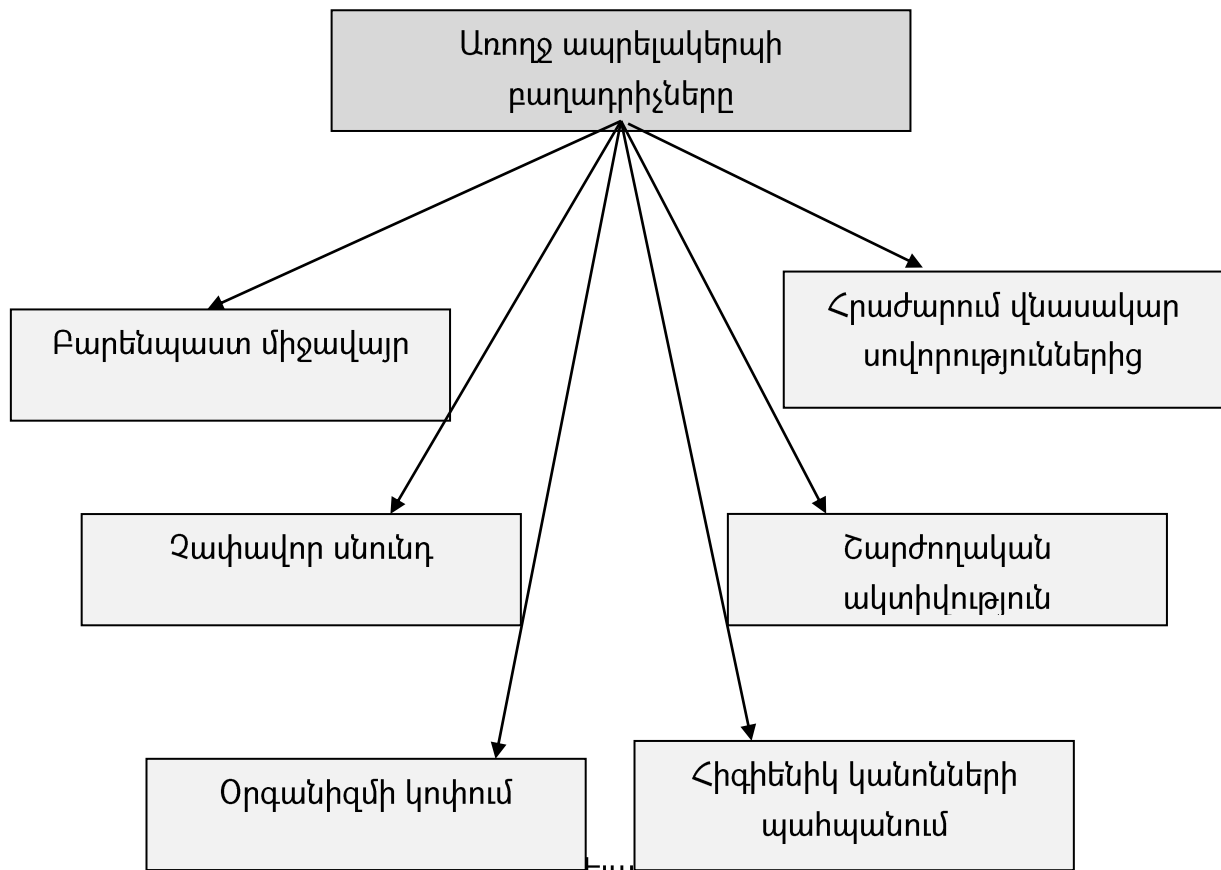 Առողջ ապրելակերպի
բաղադրիչները
Բարենպաստ միջավայր
Հրաժարում վնասակար
սովորություններից
Չափավոր սնունդ
Շարժողական
ակտիվություն
Օրգանիզմի կոփում
Հիգիենիկ կանոնների
պահպանում